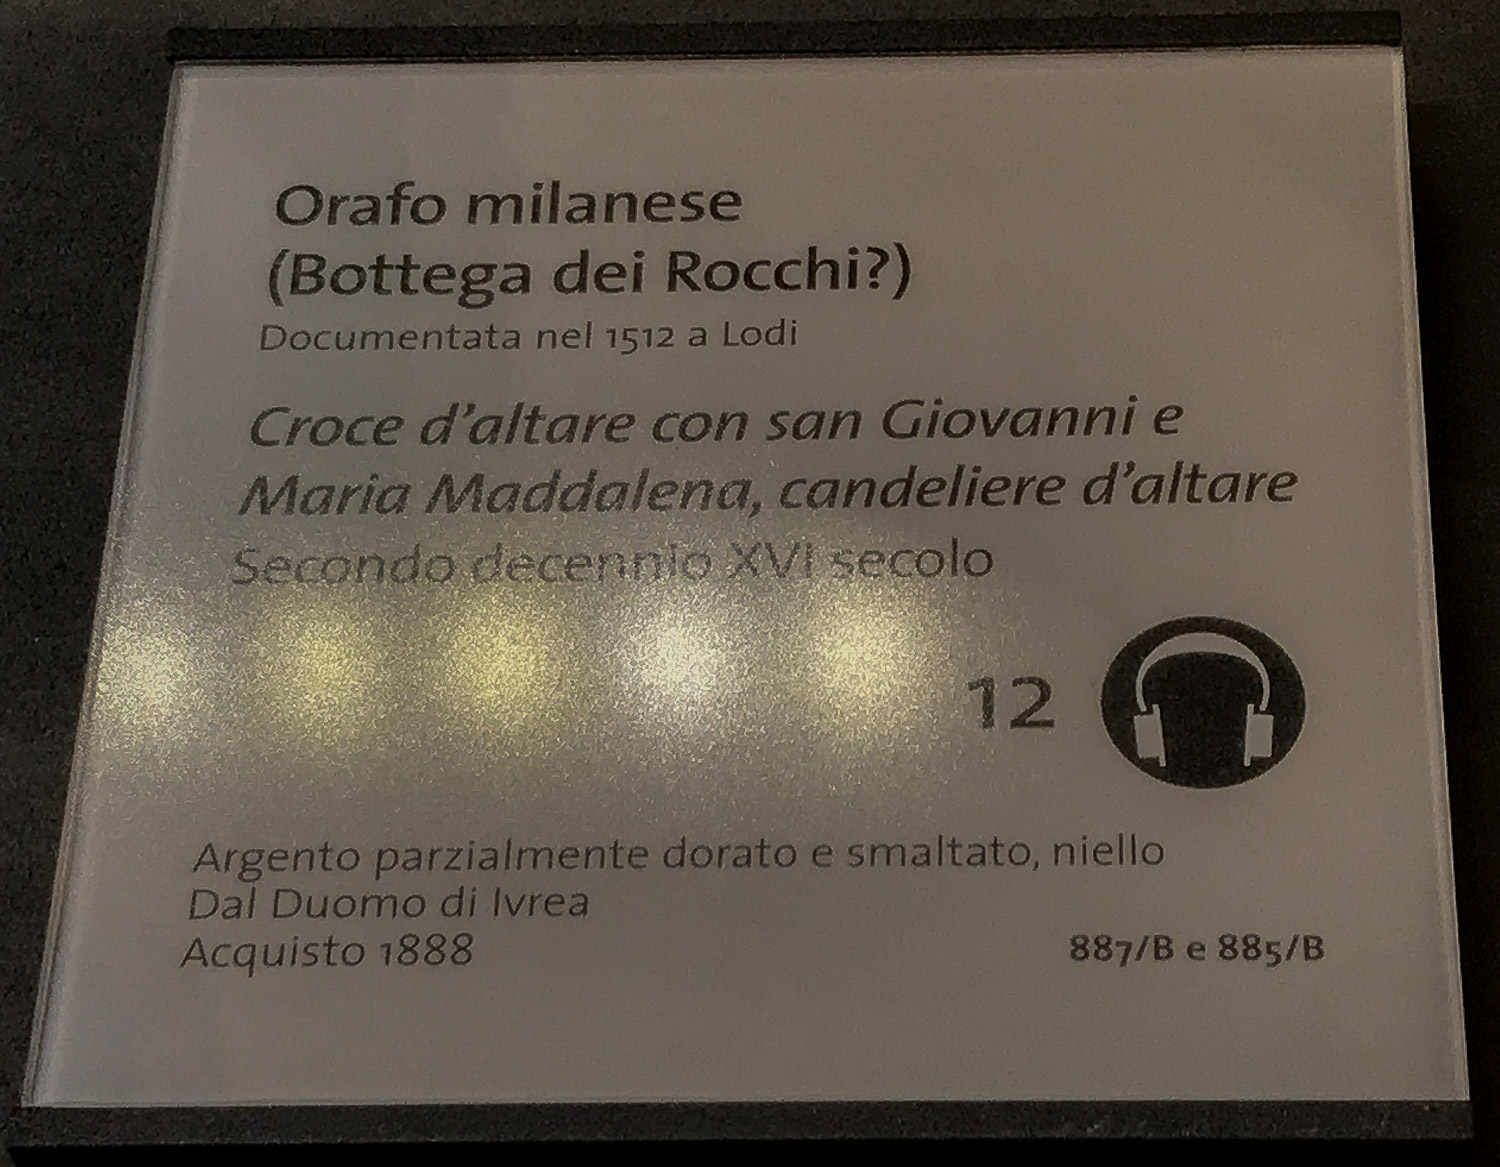 Orafo milanese
(Bottega dei Rocchi?)
Documentata nel 1512 a Lodi
Croce d'altare con san Giovanni e
Maria Maddalena, candeliere d'altare
Secondo decennio XVI secolo
12
Argento parzialmente dorato e smaltato, niello
Dal Duomo di Ivrea
Acquisto 1888
887/B e 885/B